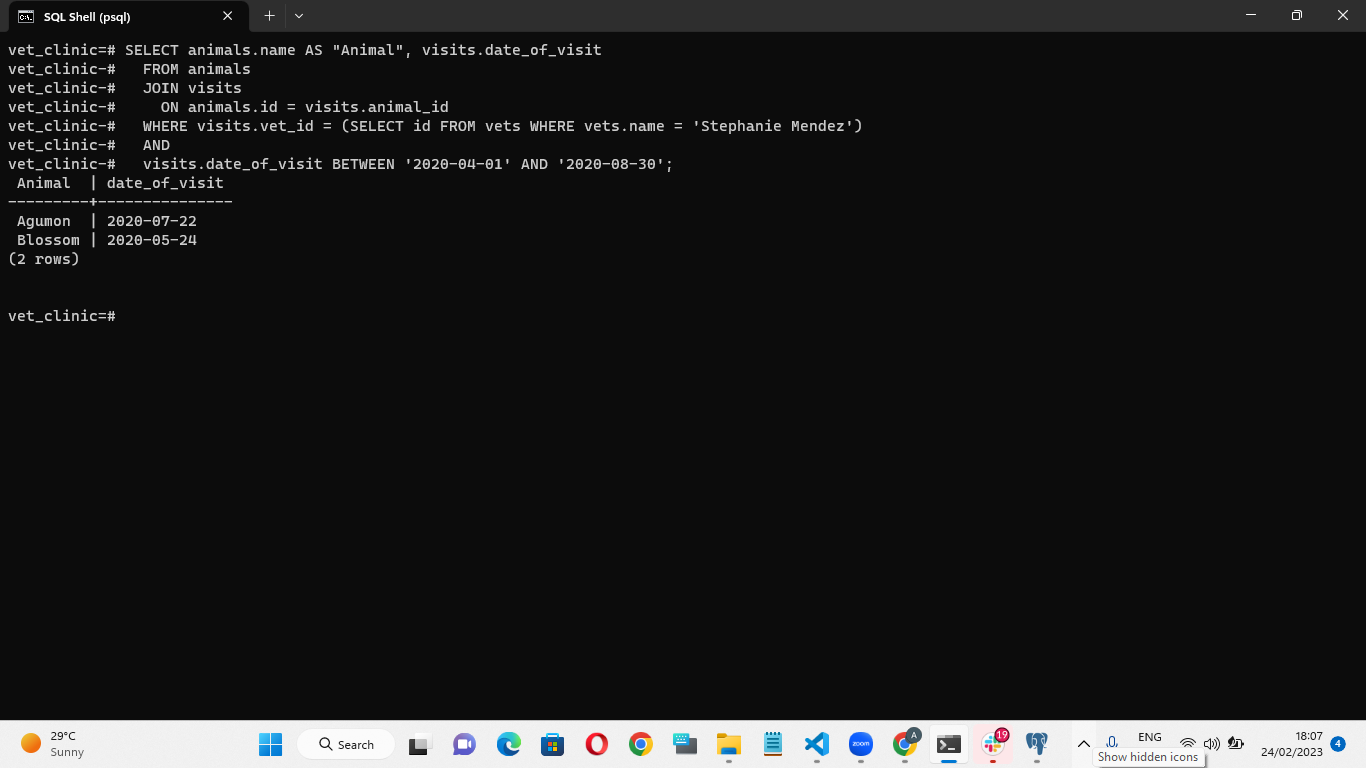 SQL Shell (psql)
vet_clinic=# SELECT animals.name AS "Animal", visits.date_of_visit
vet_clinic-#   FROM animals
vet_clinic-#   JOIN visits
vet_clinic-#     ON animals.id = visits.animal_id
vet_clinic-#   WHERE visits.vet_id = (SELECT id FROM vets WHERE vets.name = 'Stephanie Mendez')
vet_clinic-#   AND
vet_clinic-#   visits.date_of_visit BETWEEN '2020-04-01' AND '2020-08-30';
 Animal  | date_of_visit
---------+---------------
 Agumon  | 2020-07-22
 Blossom | 2020-05-24
(2 rows)
vet_clinic=#
29°C
Sunny
Search
zoom
A
19
ENG
18:07
24/02/2023
4
Show hidden icons